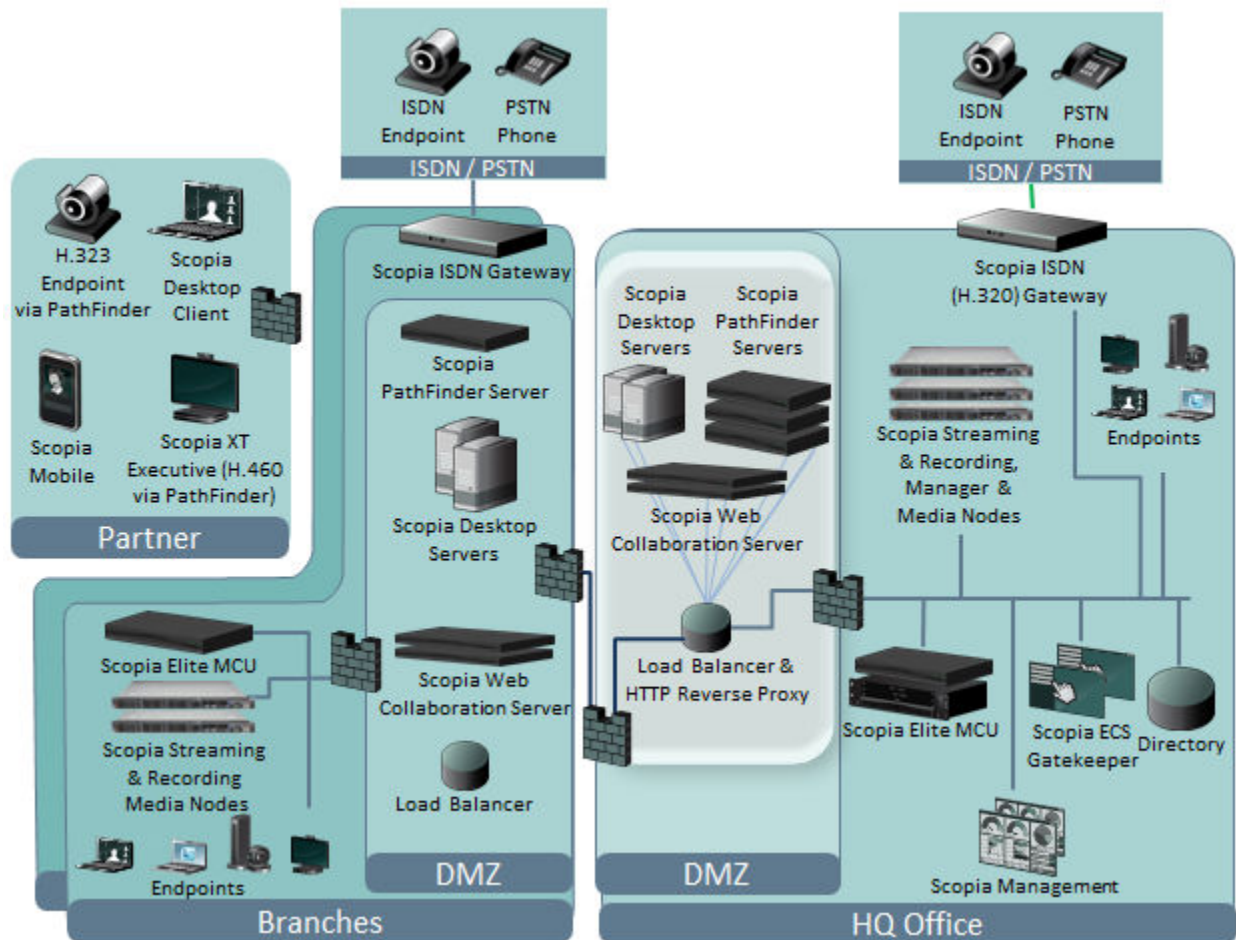 ISDN
Endpoint
PSTN
Phone
ISDN / PSTN
ISDN
Endpoint
PSTN
Phone
ISDN / PSTN
H.323
Endpoint
via PathFinder
Scopia
Desktop
Client
Scopia
Mobile
Scopia XT
Executive (H.460
via PathFinder)
Partner
Scopia ISDN Gateway
Scopia
PathFinder Server
Scopia Desktop
Servers
Scopia Web
Collaboration Server
Load Balancer
DMZ
Scopia Elite MCU
Scopia Streaming
& Recording
Media Nodes
Endpoints
Branches
Scopia
Desktop
Servers
Scopia
PathFinder
Servers
Scopia Web
Collaboration Server
Load Balancer &
HTTP Reverse Proxy
DMZ
Scopia ISDN
(H.320) Gateway
Scopia Streaming
& Recording,
Manager &
Media Nodes
Endpoints
Scopia Elite MCU
Scopia ECS
Gatekeeper
Directory
Scopia Management
HQ Office